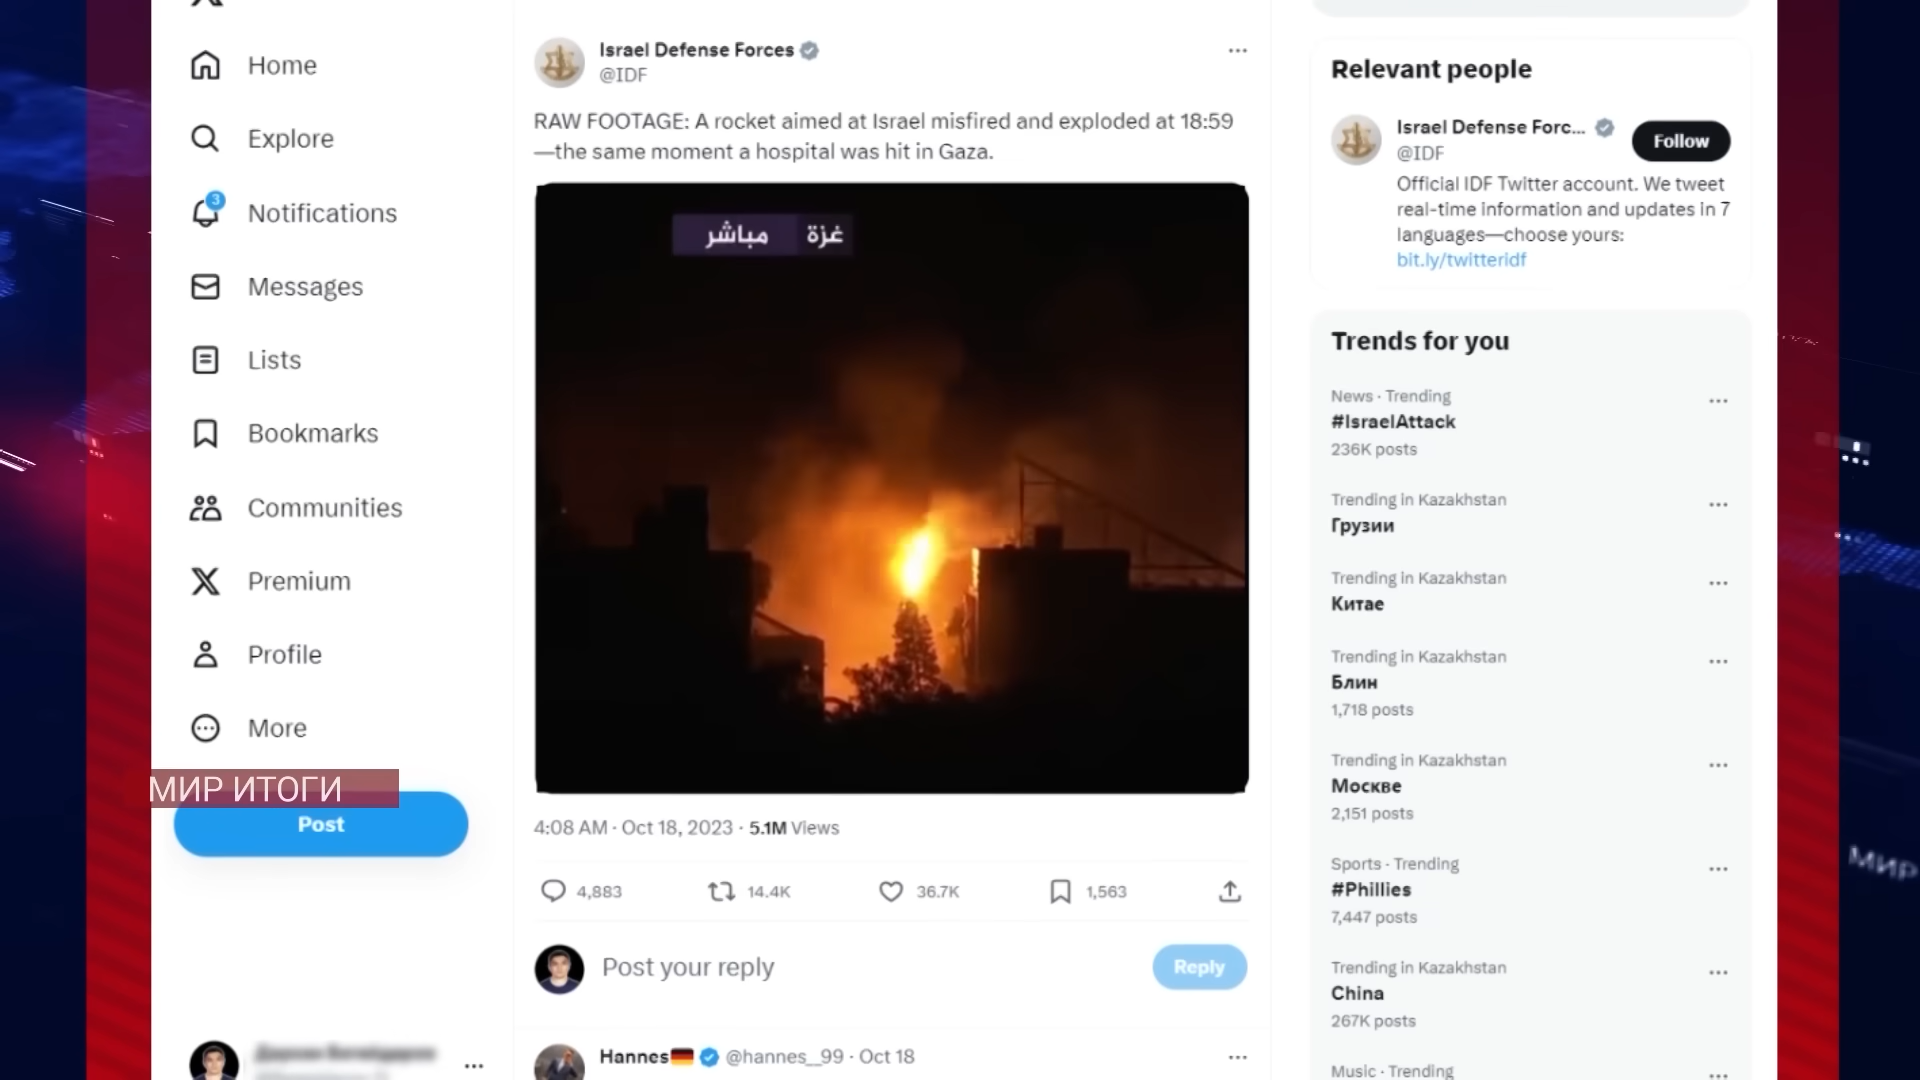 Home
Explore
3
Notifications
Messages
Lists
Bookmarks
Communities
Premium
Profile
More
МИР ИТОГИ
Post
Israel Defense Forces
@IDF
RAW FOOTAGE: A rocket aimed at Israel misfired and exploded at 18:59
—the same moment a hospital was hit in Gaza.
غزة مباشر
4:08 AM · Oct 18, 2023 · 5.1M Views
4,883 14.4K 36.7K 1,563
Post your reply
Reply
Hannes @hannes__99 · Oct 18
Relevant people
Israel Defense Forc...
@IDF
Follow
Official IDF Twitter account. We tweet
real-time information and updates in 7
languages—choose yours:
bit.ly/twitteridf
Trends for you
News · Trending
#IsraelAttack
236K posts
Trending in Kazakhstan
Грузии
Trending in Kazakhstan
Китае
Trending in Kazakhstan
Блин
1,718 posts
Trending in Kazakhstan
Москве
2,151 posts
Sports · Trending
#Phillies
7,447 posts
Trending in Kazakhstan
China
267K posts
Music · Trending
МИР